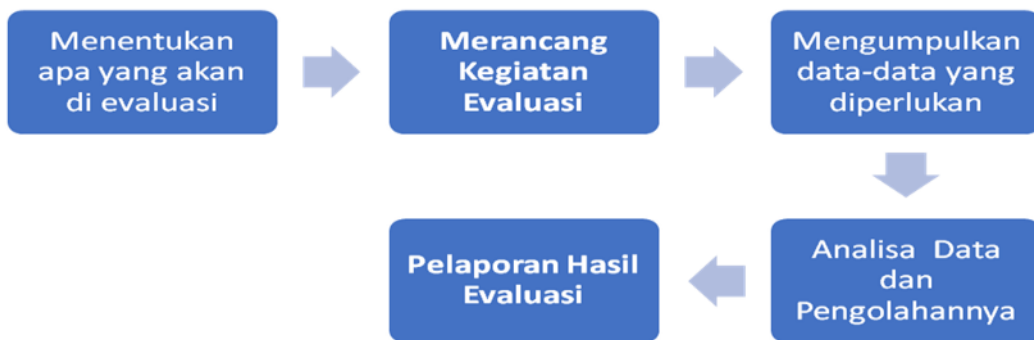 Menentukan
apa yang akan
di evaluasi
Merancang
Kegiatan
Evaluasi
Mengumpulkan
data-data yang
diperlukan
Analisa Data
dan
Pengolahannya
Pelaporan Hasil
Evaluasi